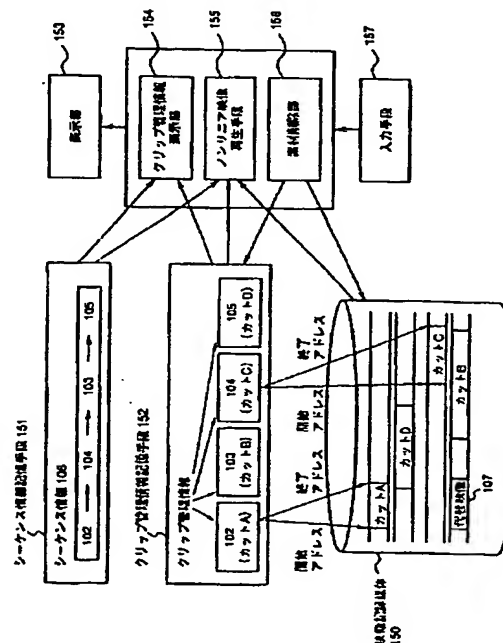 シーケンス情報記憶手段 151
シーケンス情報 106
102 → 104 → 103 → 105
クリップ管理情報記憶手段 152
クリップ管理情報
102
(カットA)
103
(カットB)
104
(カットC)
105
(カットD)
開始
アドレス
終了
アドレス
開始
アドレス
終了
アドレス
カットA
カットD
カットC
カットB
代表映像
107
150
表示部
153
クリップ管理情報
表示部
154
ノンリニア映像
再生手段
155
156
入力手段
157